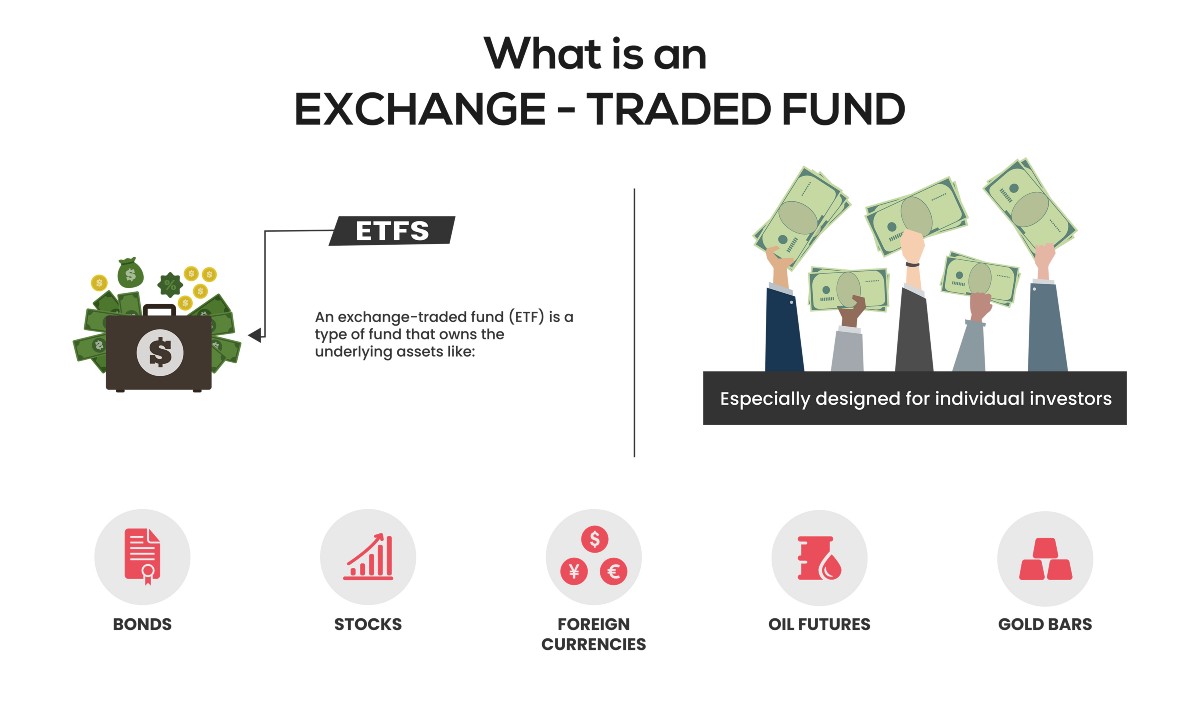 What is an
EXCHANGE - TRADED FUND
ETFS
An exchange-traded fund (ETF) is a
type of fund that owns the
underlying assets like:
Especially designed for individual investors
BONDS
STOCKS
FOREIGN
CURRENCIES
OIL FUTURES
GOLD BARS